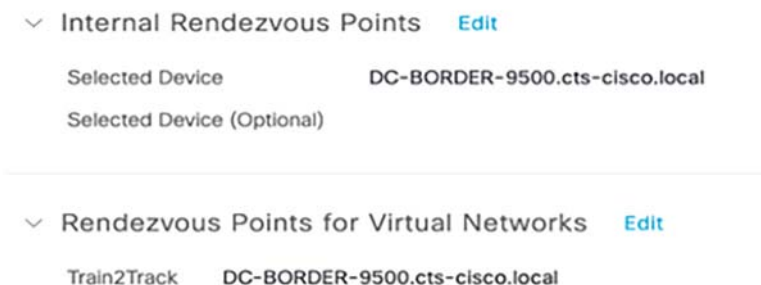 Internal Rendezvous Points Edit
Selected Device DC-BORDER-9500.cts-cisco.local
Selected Device (Optional)
Rendezvous Points for Virtual Networks Edit
Train2Track DC-BORDER-9500.cts-cisco.local